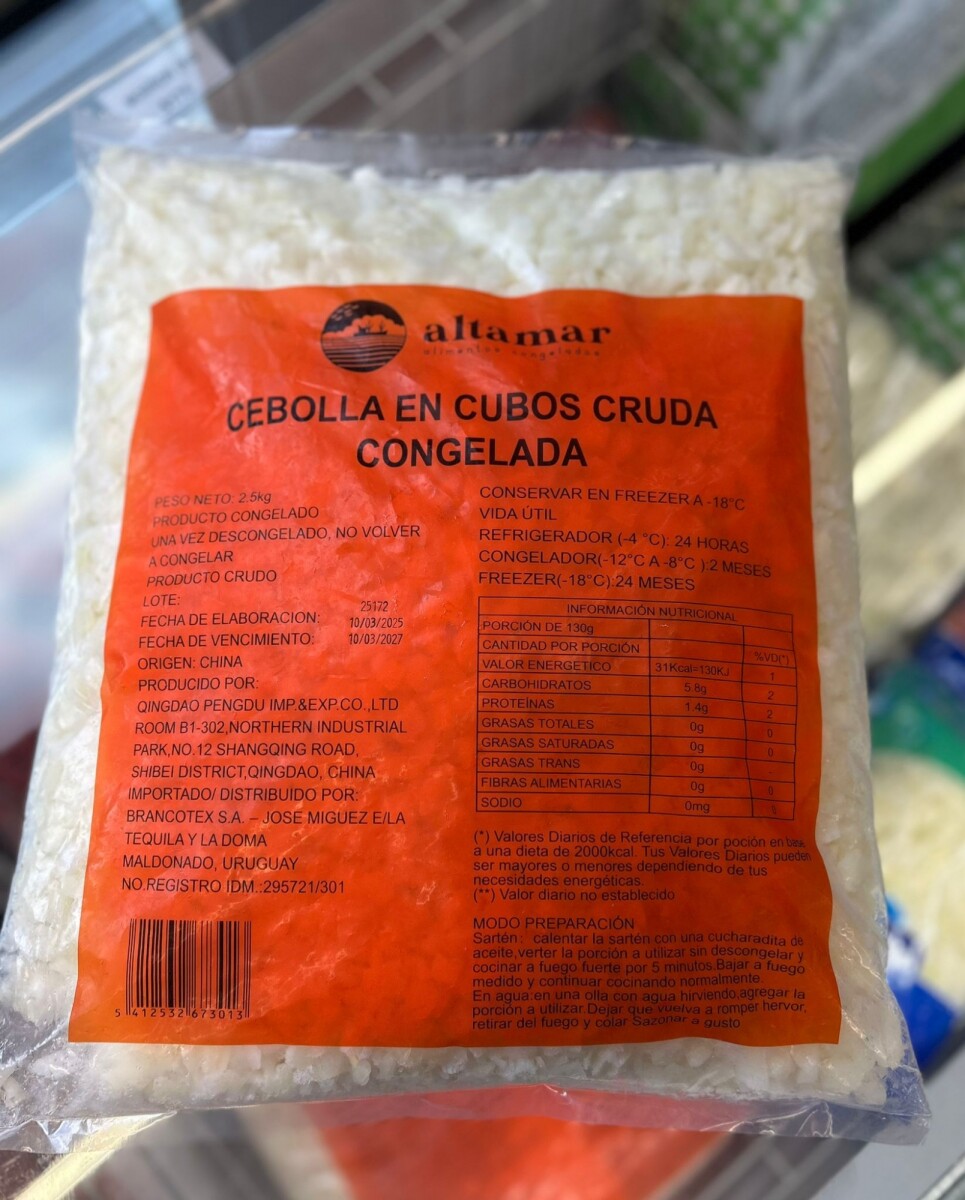 altamar
alimentos congelados
CEBOLLA EN CUBOS CRUDA
CONGELADA
PESO NETO: 2.5kg
PRODUCTO CONGELADO
UNA VEZ DESCONGELADO, NO VOLVER
A CONGELAR
PRODUCTO CRUDO
LOTE: 25172
FECHA DE ELABORACION: 10/03/2025
FECHA DE VENCIMIENTO: 10/03/2027
ORIGEN: CHINA
PRODUCIDO POR:
QINGDAO PENGDU IMP.&EXP.CO.,LTD
ROOM B1-302,NORTHERN INDUSTRIAL
PARK,NO.12 SHANGQING ROAD,
SHIBEI DISTRICT,QINGDAO, CHINA
IMPORTADO/ DISTRIBUIDO POR:
BRANCOTEX S.A. – JOSE MIGUEZ E/LA
TEQUILA Y LA DOMA
MALDONADO, URUGUAY
NO.REGISTRO IDM.:295721/301
5 412532 673013
CONSERVAR EN FREEZER A -18°C
VIDA ÚTIL
REFRIGERADOR (-4 °C): 24 HORAS
CONGELADOR(-12°C A -8°C ):2 MESES
FREEZER(-18°C):24 MESES
INFORMACIÓN NUTRICIONAL
PORCIÓN DE 130g
CANTIDAD POR PORCIÓN %VD(*)
VALOR ENERGETICO 31Kcal=130KJ 1
CARBOHIDRATOS 5.8g 2
PROTEÍNAS 1.4g 2
GRASAS TOTALES 0g 0
GRASAS SATURADAS 0g 0
GRASAS TRANS 0g
FIBRAS ALIMENTARIAS 0g 0
SODIO 0mg
(*) Valores Diarios de Referencia por poción en base
a una dieta de 2000kcal. Tus Valores Diarios pueden
ser mayores o menores dependiendo de tus
necesidades energéticas.
(**) Valor diario no establecido
MODO PREPARACIÓN
Sartén: calentar la sartén con una cucharadita de
aceite,verter la porción a utilizar sin descongelar y
cocinar a fuego fuerte por 5 minutos.Bajar a fuego
medido y continuar cocinando normalmente.
En agua:en una olla con agua hirviendo,agregar la
porción a utilizar.Dejar que vuelva a romper hervor,
retirar del fuego y colar Sazonar a gusto